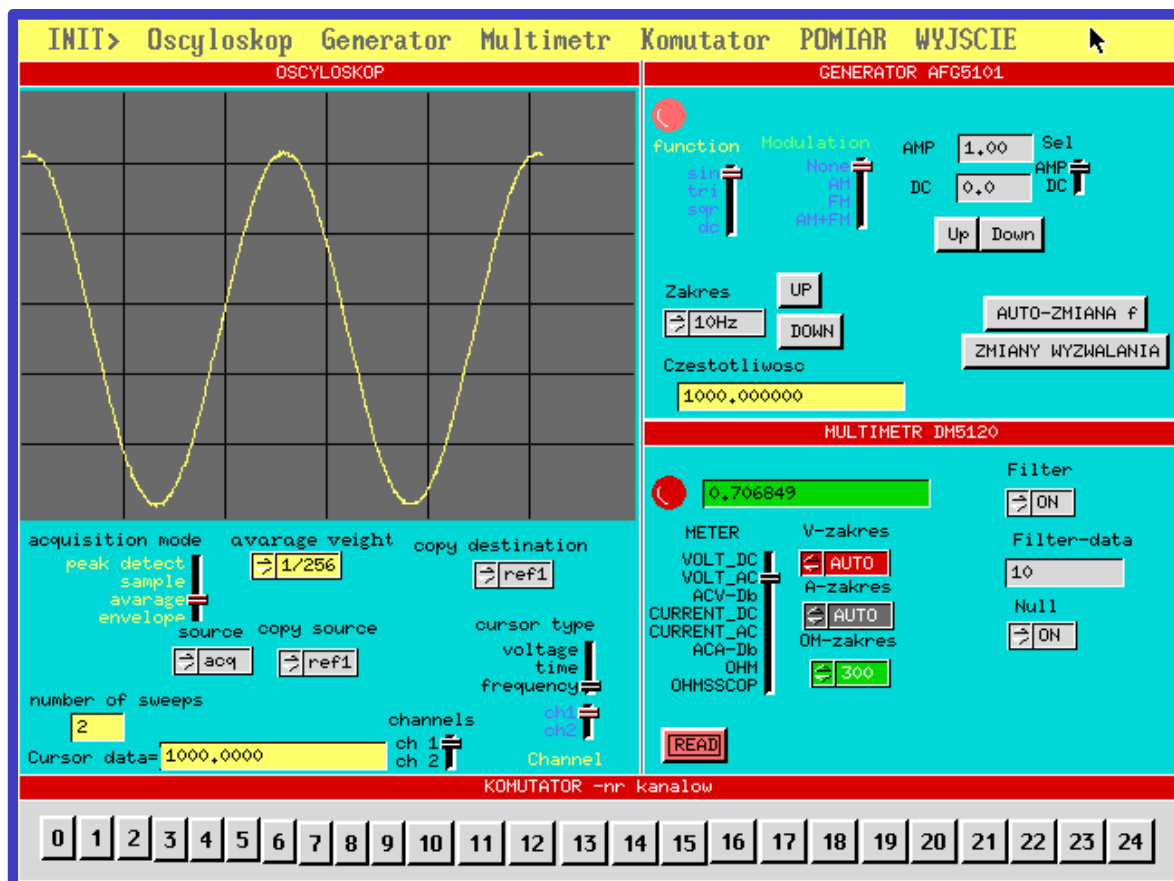 INIT> Oscyloskop Generator Multimetr Komutator POMIAR WYJSCIE
OSCYLOSKOP
acquisition mode
peak detect
sample
avarage
envelope
avarage veight
1/256
copy destination
ref1
source
acq
copy source
ref1
cursor type
voltage
time
frequency
number of sweeps
2
channels
ch 1
ch 2
ch1
ch2
Channel
Cursor data= 1000.0000
GENERATOR AFG5101
function
sin
tri
sqr
dc
Modulation
None
AM
FM
AM+FM
AMP 1.00
DC 0.0
Sel
AMP
DC
Up Down
Zakres
10Hz
UP
DOWN
AUTO-ZMIANA f
ZMIANY WYZWALANIA
Czestotliwosc
1000.000000
MULTIMETR DM5120
0.706849
METER
VOLT_DC
VOLT_AC
ACV-Db
CURRENT_DC
CURRENT_AC
ACA-Db
OHM
OHMSSCOP
V-zakres
AUTO
A-zakres
AUTO
OM-zakres
300
Filter
ON
Filter-data
10
Null
ON
READ
KOMUTATOR -nr kanalow
0 1 2 3 4 5 6 7 8 9 10 11 12 13 14 15 16 17 18 19 20 21 22 23 24